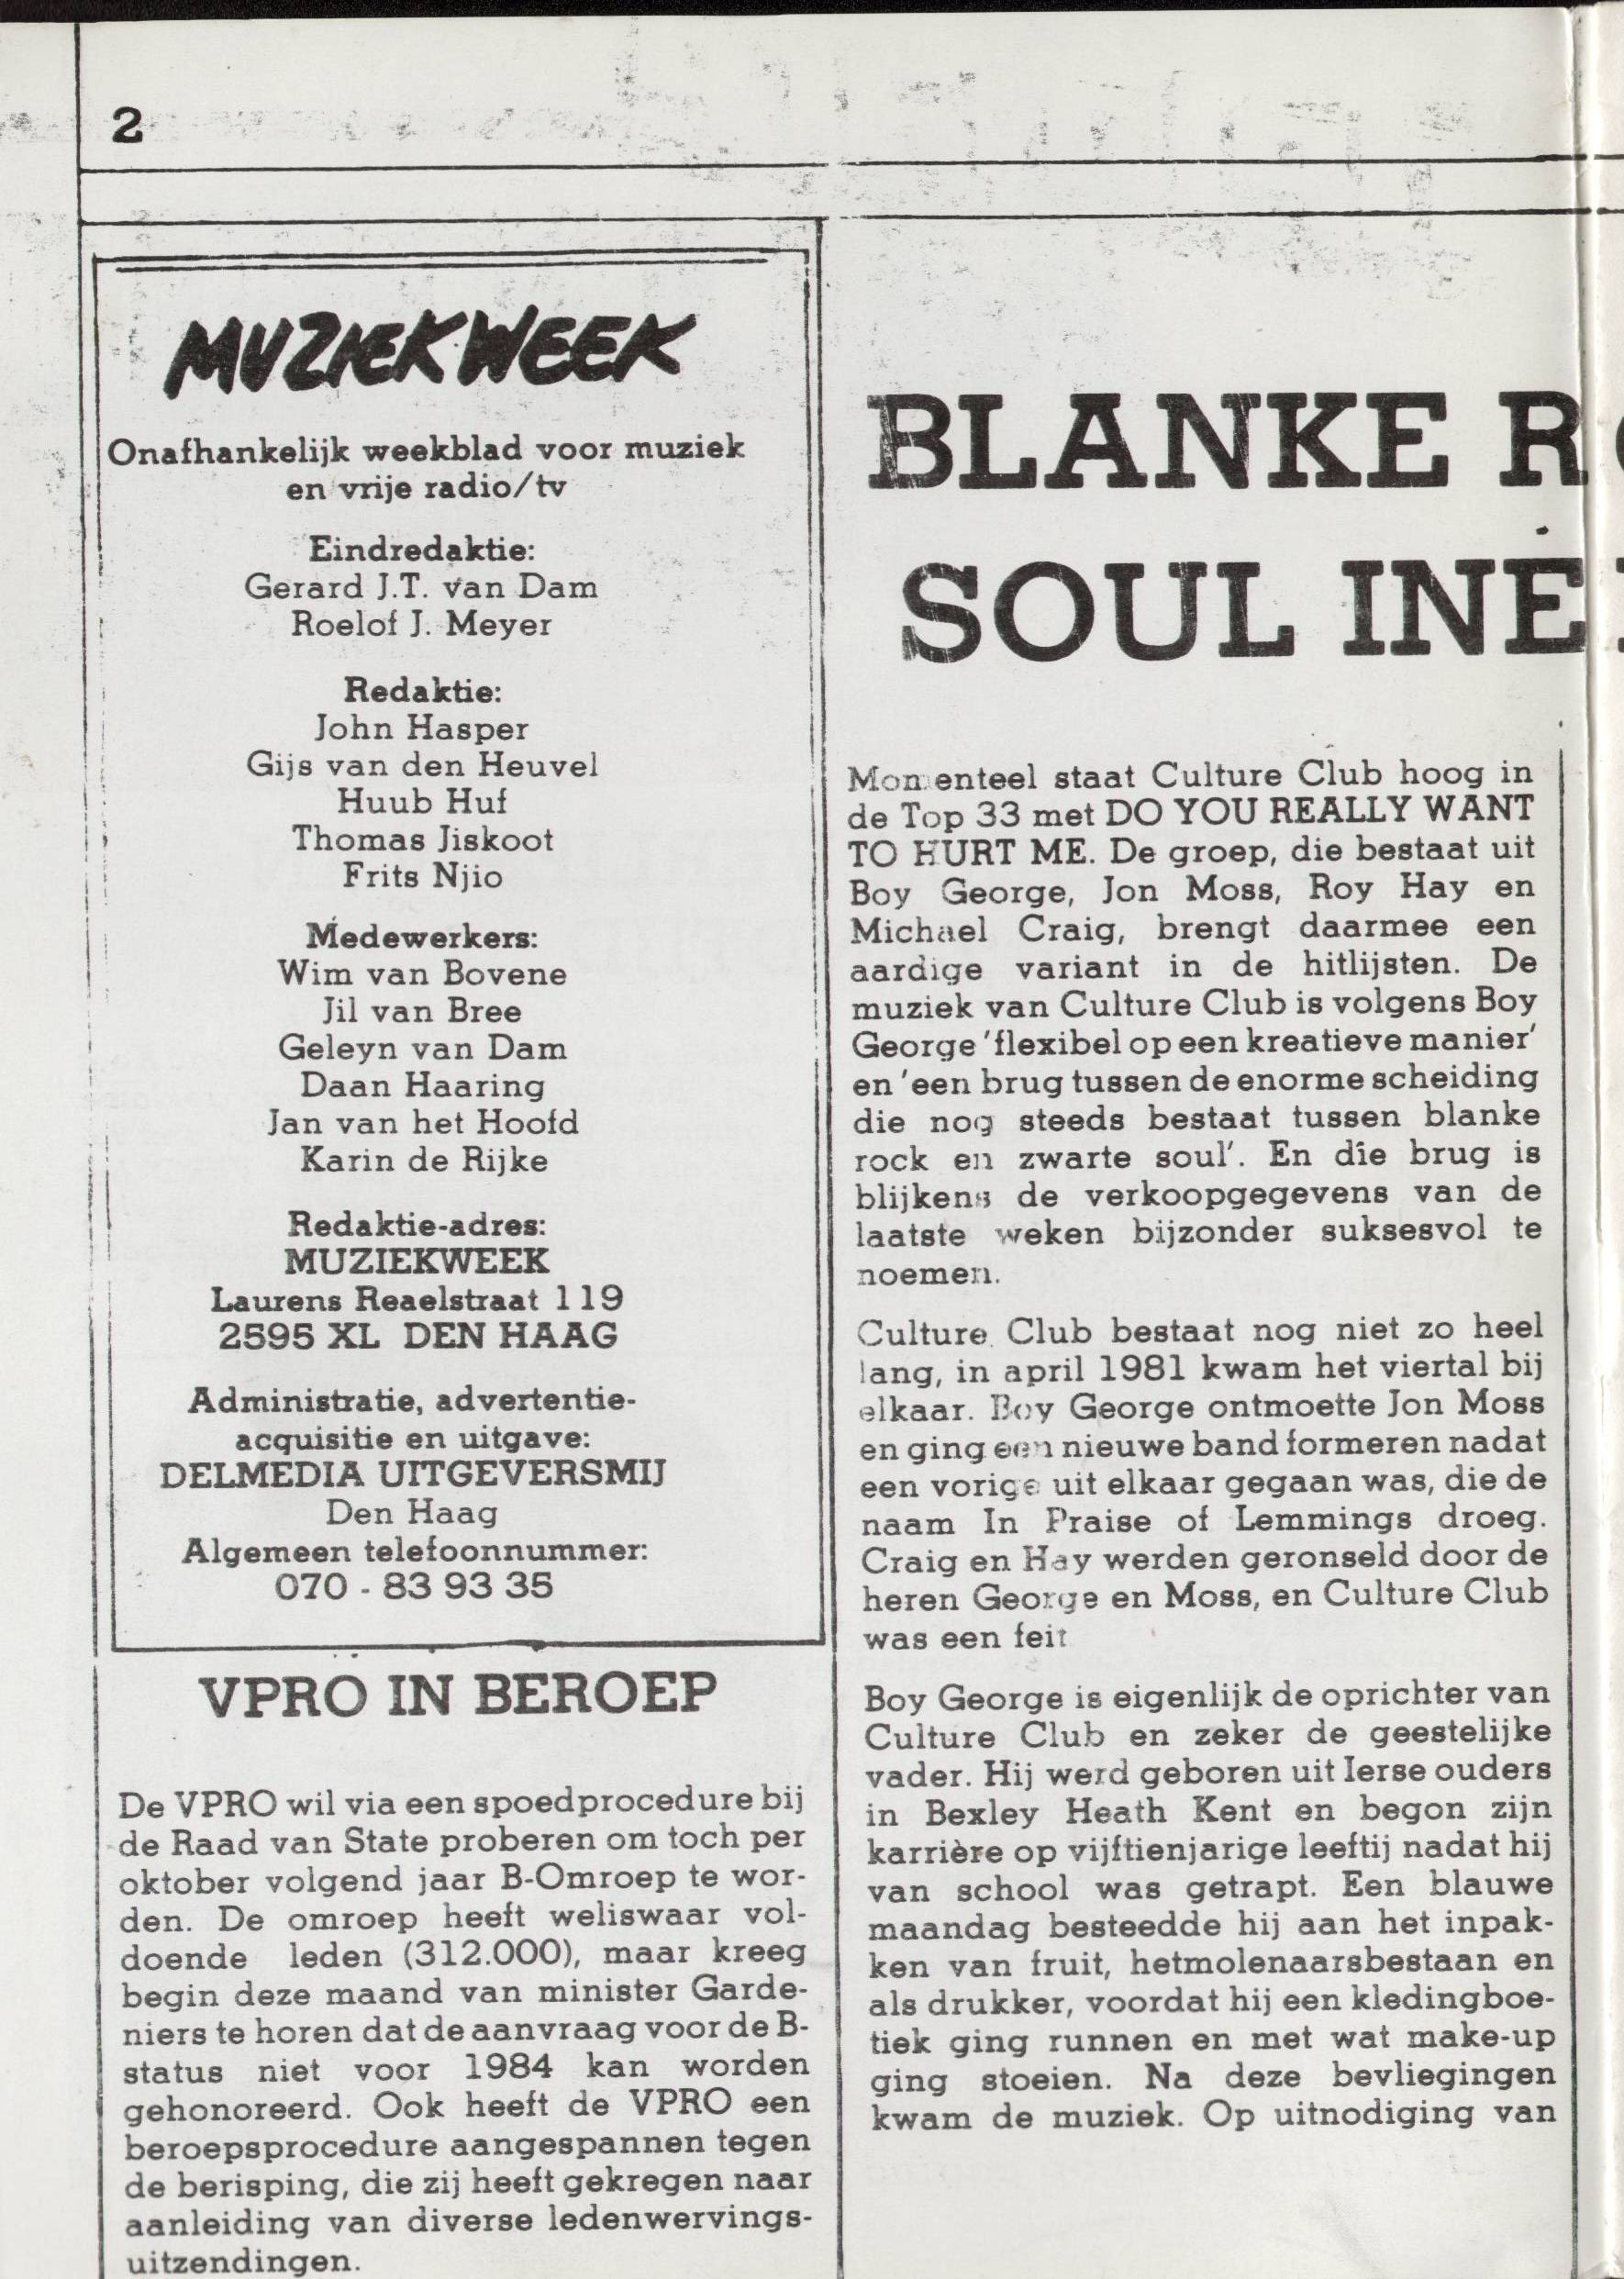 2
MUZIEKWEEK
Onafhankelijk weekblad voor muziek
en vrije radio/tv
Eindredaktie:
Gerard J.T. van Dam
Roelof J. Meyer
Redaktie:
John Hasper
Gijs van den Heuvel
Huub Huf
Thomas Jiskoot
Frits Njio
Medewerkers:
Wim van Bovene
Jil van Bree
Geleyn van Dam
Daan Haaring
Jan van het Hoofd
Karin de Rijke
Redaktie-adres:
MUZIEKWEEK
Laurens Reaelstraat 119
2595 XL DEN HAAG
Administratie, advertentie-
acquisitie en uitgave:
DELMEDIA UITGEVERSMIJ
Den Haag
Algemeen telefoonnummer:
070 - 83 93 35
VPRO IN BEROEP
De VPRO wil via een spoedprocedure bij
de Raad van State proberen om toch per
oktober volgend jaar B-Omroep te wor-
den. De omroep heeft weliswaar vol-
doende leden (312.000), maar kreeg
begin deze maand van minister Garde-
niers te horen dat de aanvraag voor de B-
status niet voor 1984 kan worden
gehonoreerd. Ook heeft de VPRO een
beroepsprocedure aangespannen tegen
de berisping, die zij heeft gekregen naar
aanleiding van diverse ledenwervings-
uitzendingen.
BLANKE R
SOUL INE
Momenteel staat Culture Club hoog in
de Top 33 met DO YOU REALLY WANT
TO HURT ME. De groep, die bestaat uit
Boy George, Jon Moss, Roy Hay en
Michael Craig, brengt daarmee een
aardige variant in de hitlijsten. De
muziek van Culture Club is volgens Boy
George 'flexibel op een kreatieve manier'
en 'een brug tussen de enorme scheiding
die nog steeds bestaat tussen blanke
rock en zwarte soul'. En die brug is
blijkens de verkoopgegevens van de
laatste weken bijzonder suksesvol te
noemen.
Culture Club bestaat nog niet zo heel
lang, in april 1981 kwam het viertal bij
elkaar. Boy George ontmoette Jon Moss
en ging een nieuwe band formeren nadat
een vorige uit elkaar gegaan was, die de
naam In Praise of Lemmings droeg.
Craig en Hay werden geronseld door de
heren George en Moss, en Culture Club
was een feit
Boy George is eigenlijk de oprichter van
Culture Club en zeker de geestelijke
vader. Hij werd geboren uit Ierse ouders
in Bexley Heath Kent en begon zijn
karrière op vijftienjarige leeftij nadat hij
van school was getrapt. Een blauwe
maandag besteedde hij aan het inpak-
ken van fruit, hetmolenaarsbestaan en
als drukker, voordat hij een kledingboe-
tiek ging runnen en met wat make-up
ging stoeien. Na deze bevliegingen
kwam de muziek. Op uitnodiging van